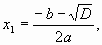 x₁ = (−b − √D) / 2a,